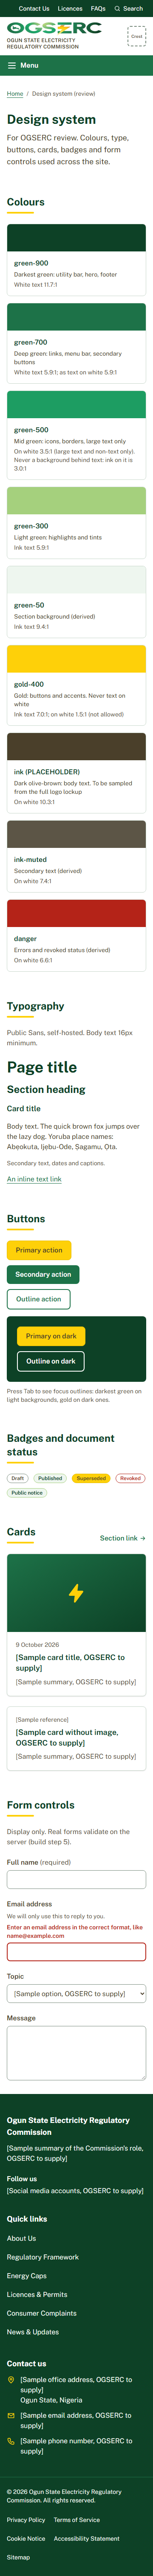 Contact Us Licences FAQs Search
OGSERC
OGUN STATE ELECTRICITY
REGULATORY COMMISSION
Crest
Menu
Home / Design system (review)
Design system
For OGSERC review. Colours, type,
buttons, cards, badges and form
controls used across the site.
Colours
green-900
Darkest green: utility bar, hero, footer
White text 11.7:1
green-700
Deep green: links, menu bar, secondary
buttons
White text 5.9:1; as text on white 5.9:1
green-500
Mid green: icons, borders, large text only
On white 3.5:1 (large text and non-text only).
Never a background behind text: ink on it is
3.0:1
green-300
Light green: highlights and tints
Ink text 5.9:1
green-50
Section background (derived)
Ink text 9.4:1
gold-400
Gold: buttons and accents. Never text on
white
Ink text 7.0:1; on white 1.5:1 (not allowed)
ink (PLACEHOLDER)
Dark olive-brown: body text. To be sampled
from the full logo lockup
On white 10.3:1
ink-muted
Secondary text (derived)
On white 7.4:1
danger
Errors and revoked status (derived)
On white 6.6:1
Typography
Public Sans, self-hosted. Body text 16px
minimum.
Page title
Section heading
Card title
Body text. The quick brown fox jumps over
the lazy dog. Yoruba place names:
Abeokuta, Ijebu-Ode, Sagamu, Ota.
Secondary text, dates and captions.
An inline text link
Buttons
Primary action
Secondary action
Outline action
Primary on dark
Outline on dark
Press Tab to see focus outlines: darkest green on
light backgrounds, gold on dark ones.
Badges and document
status
Draft Published Superseded Revoked
Public notice
Cards
Section link →
9 October 2026
[Sample card title, OGSERC to
supply]
[Sample summary, OGSERC to supply]
[Sample reference]
[Sample card without image,
OGSERC to supply]
[Sample summary, OGSERC to supply]
Form controls
Display only. Real forms validate on the
server (build step 5).
Full name (required)
Email address
We will only use this to reply to you.
Enter an email address in the correct format, like
name@example.com
Topic
[Sample option, OGSERC to supply]
Message
Ogun State Electricity Regulatory
Commission
[Sample summary of the Commission's role,
OGSERC to supply]
Follow us
[Social media accounts, OGSERC to supply]
Quick links
About Us
Regulatory Framework
Energy Caps
Licences & Permits
Consumer Complaints
News & Updates
Contact us
[Sample office address, OGSERC to
supply]
Ogun State, Nigeria
[Sample email address, OGSERC to
supply]
[Sample phone number, OGSERC to
supply]
© 2026 Ogun State Electricity Regulatory
Commission. All rights reserved.
Privacy Policy Terms of Service
Cookie Notice Accessibility Statement
Sitemap